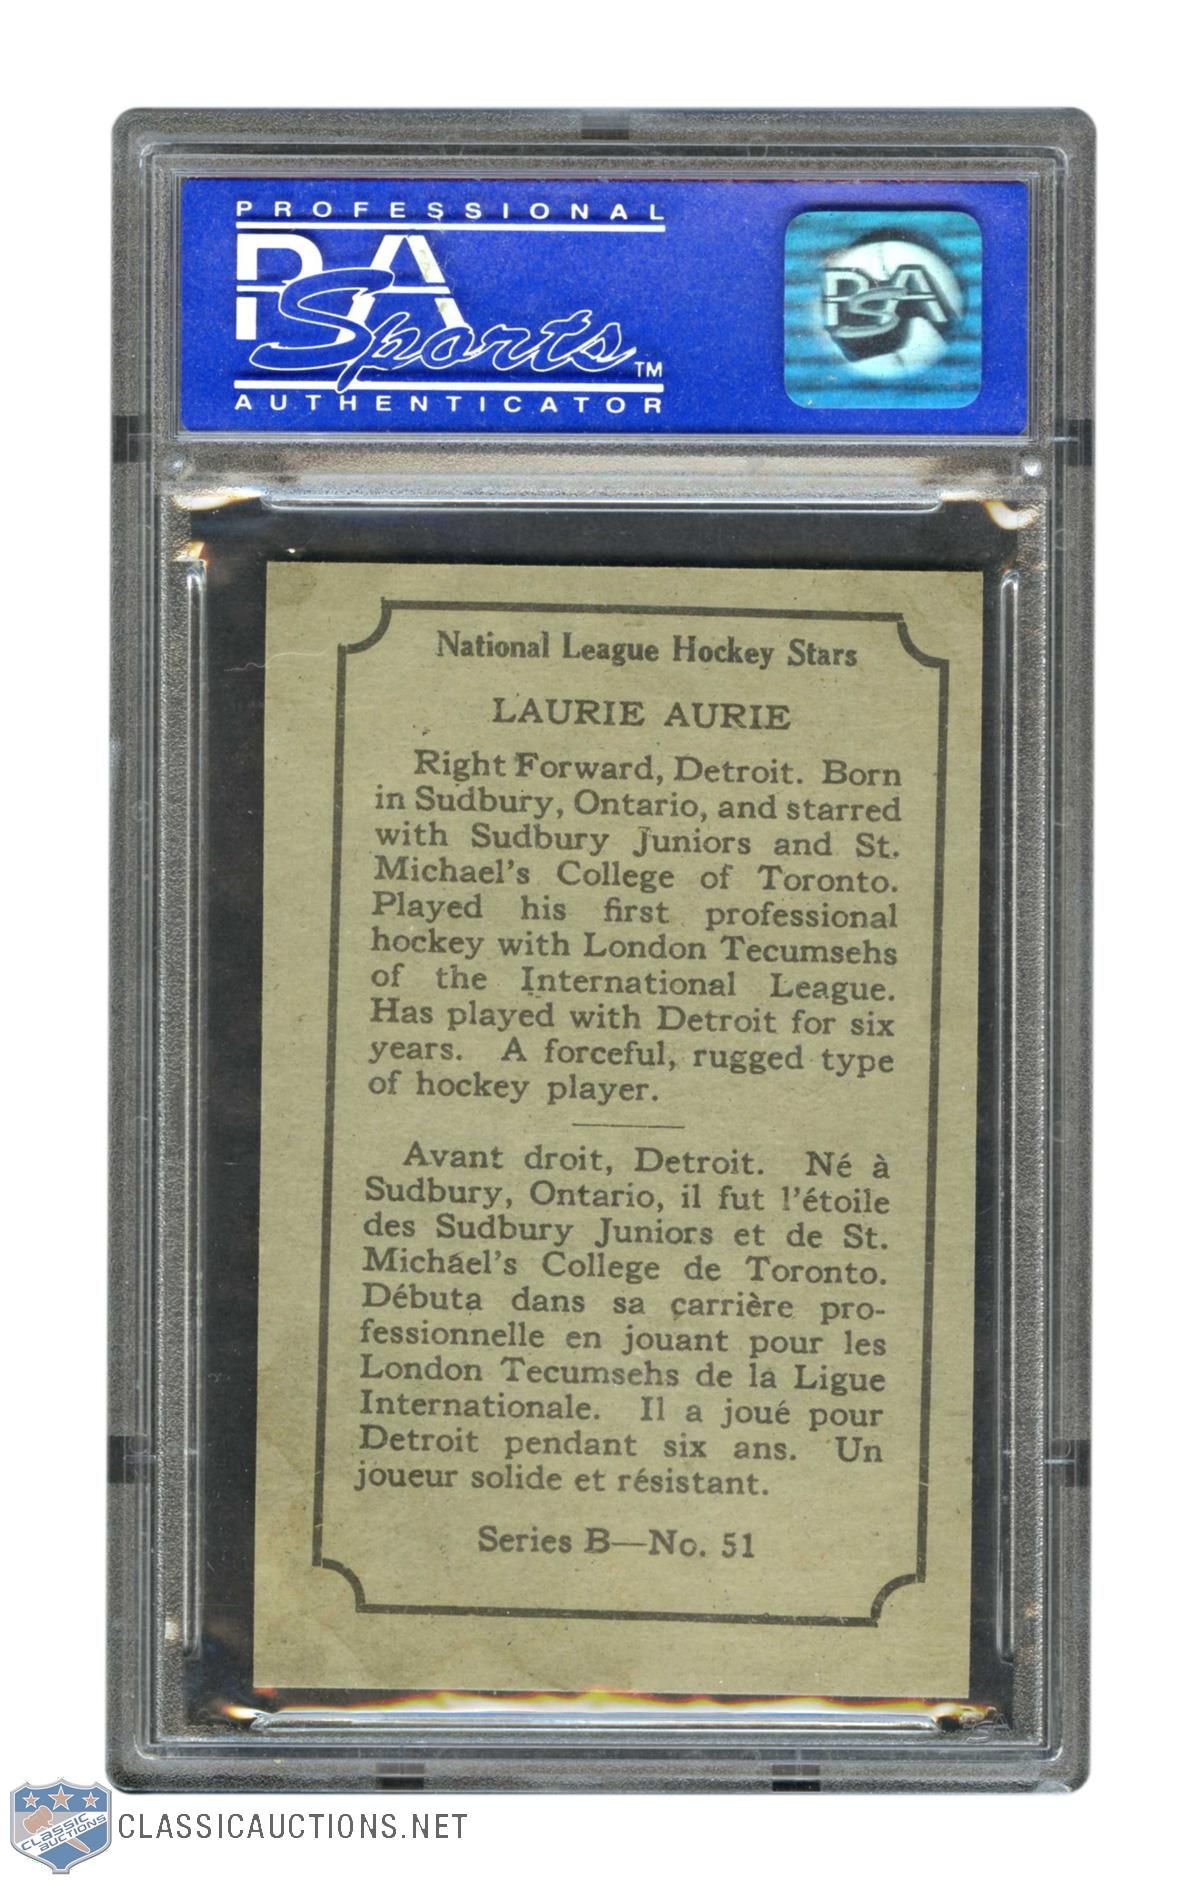 PROFESSIONAL
PSA
Sports TM
AUTHENTICATOR
PSA
National League Hockey Stars
LAURIE AURIE
Right Forward, Detroit. Born
in Sudbury, Ontario, and starred
with Sudbury Juniors and St.
Michael's College of Toronto.
Played his first professional
hockey with London Tecumsehs
of the International League.
Has played with Detroit for six
years. A forceful, rugged type
of hockey player.
Avant droit, Detroit. Né à
Sudbury, Ontario, il fut l'étoile
des Sudbury Juniors et de St.
Michael's College de Toronto.
Débuta dans sa carrière pro-
fessionnelle en jouant pour les
London Tecumsehs de la Ligue
Internationale. Il a joué pour
Detroit pendant six ans. Un
joueur solide et résistant.
Series B—No. 51
CLASSIC
AUCTIONS
CLASSICAUCTIONS.NET